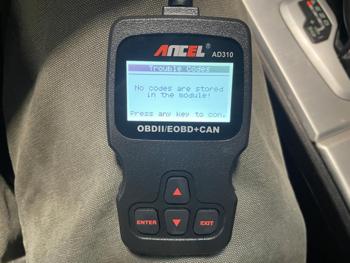 ANCEL
AD310
Trouble Codes
No codes are stored
in the module!
Press any key to con.
OBDII/EOBD+CAN
ENTER
EXIT